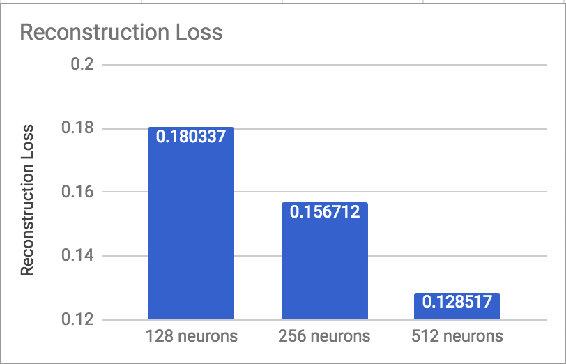 Reconstruction Loss
Reconstruction Loss
0.2
0.18
0.16
0.14
0.12
0.180337
0.156712
0.128517
128 neurons
256 neurons
512 neurons